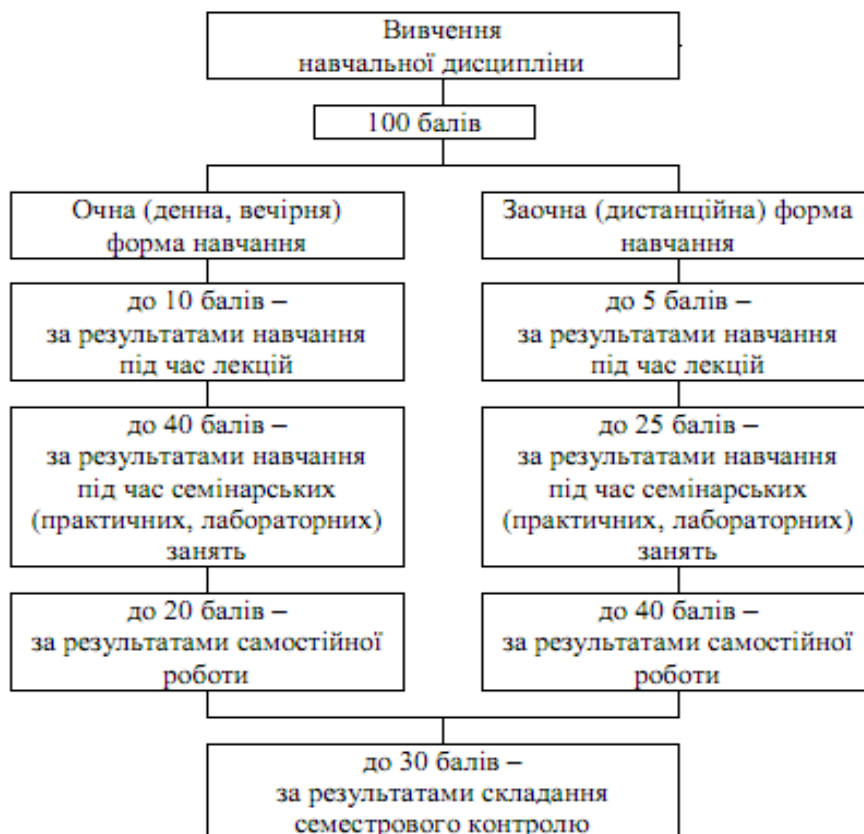 Вивчення
навчальної дисципліни
100 балів
Очна (денна, вечірня)
форма навчання
до 10 балів –
за результатами навчання
під час лекцій
до 40 балів –
за результатами навчання
під час семінарських
(практичних, лабораторних)
занять
до 20 балів –
за результатами самостійної
роботи
Заочна (дистанційна) форма
навчання
до 5 балів –
за результатами навчання
під час лекцій
до 25 балів –
за результатами навчання
під час семінарських
(практичних, лабораторних)
занять
до 40 балів –
за результатами самостійної
роботи
до 30 балів –
за результатами складання
семестрового контролю